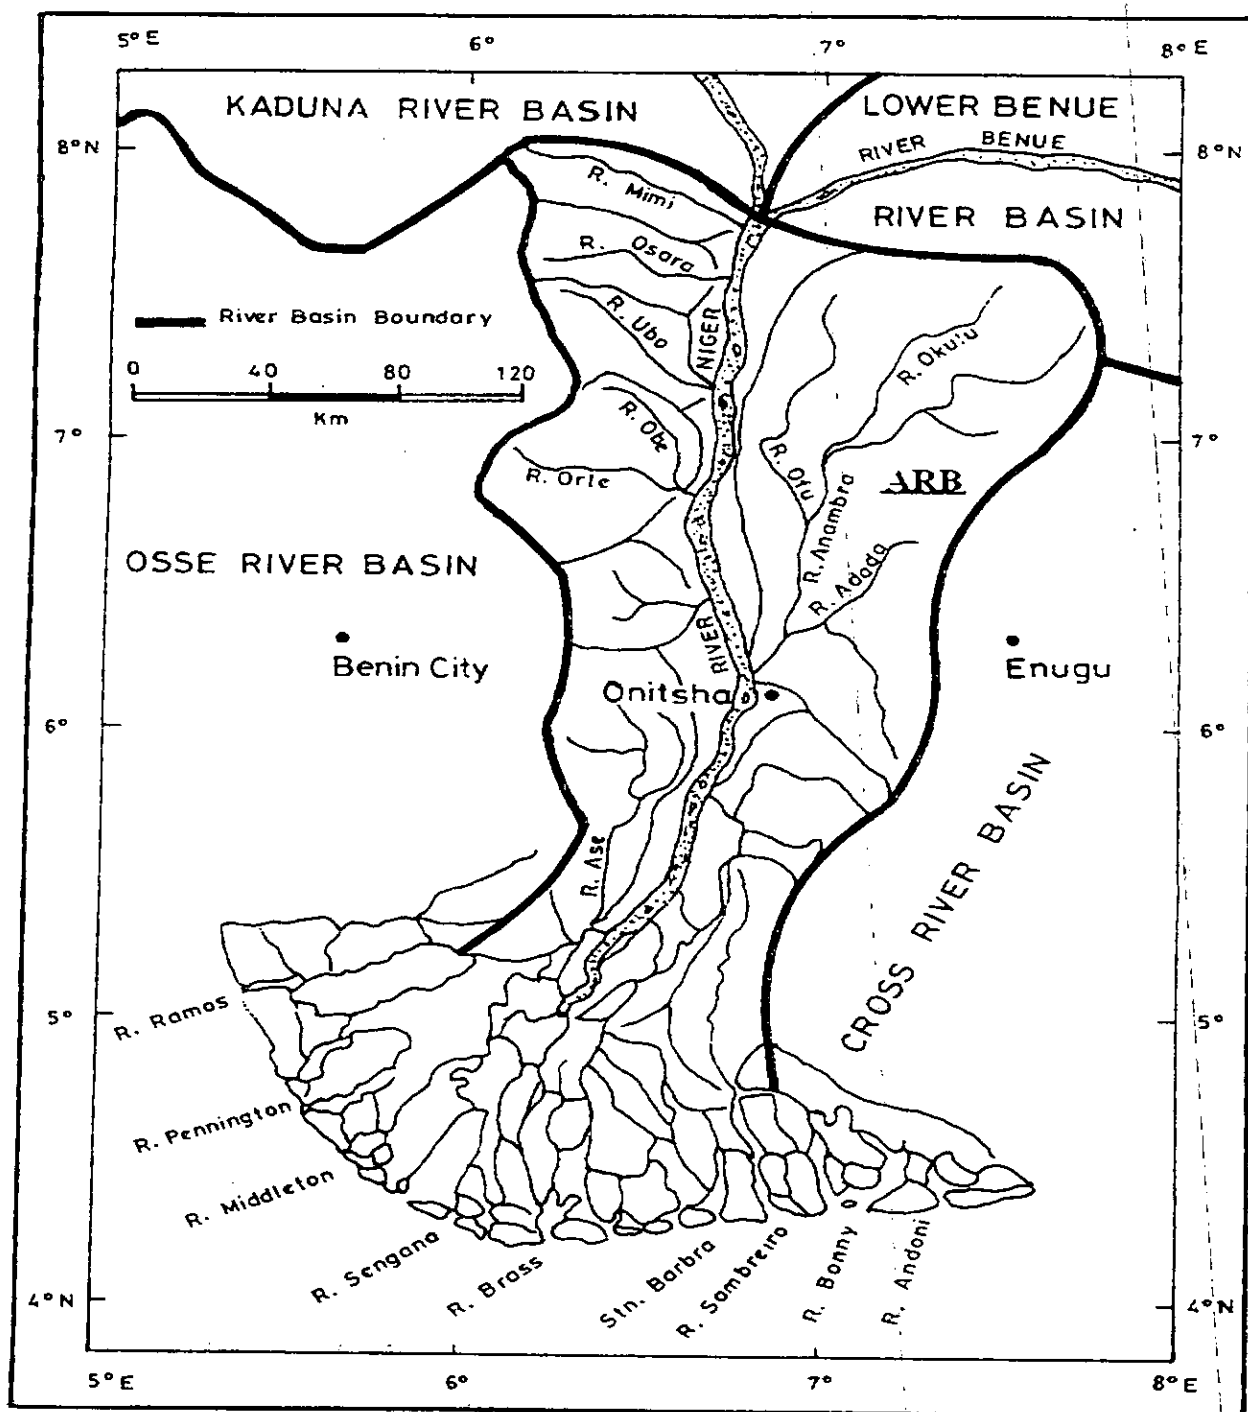 5° E 6° 7° 8° E
KADUNA RIVER BASIN
LOWER BENUE
RIVER BENUE
8° N
8° N
R. Mimi
RIVER BASIN
R. Osara
River Basin Boundary
R. Ubo
NIGER
R. Okulu
0 40 80 120
Km
7°
7°
R. Obe
R. Ofu
R. Orle
ARB
R. Anambra
OSSE RIVER BASIN
R. Adada
RIVER
Benin City
Enugu
Onitsha
6°
6°
CROSS RIVER BASIN
R. Ase
R. Ramos
5°
5°
R. Pennington
R. Middleton
R. Sengana
R. Brass
Stn. Barbra
R. Sombreiro
R. Bonny
R. Andoni
4° N
4° N
5° E 6° 7° 8° E